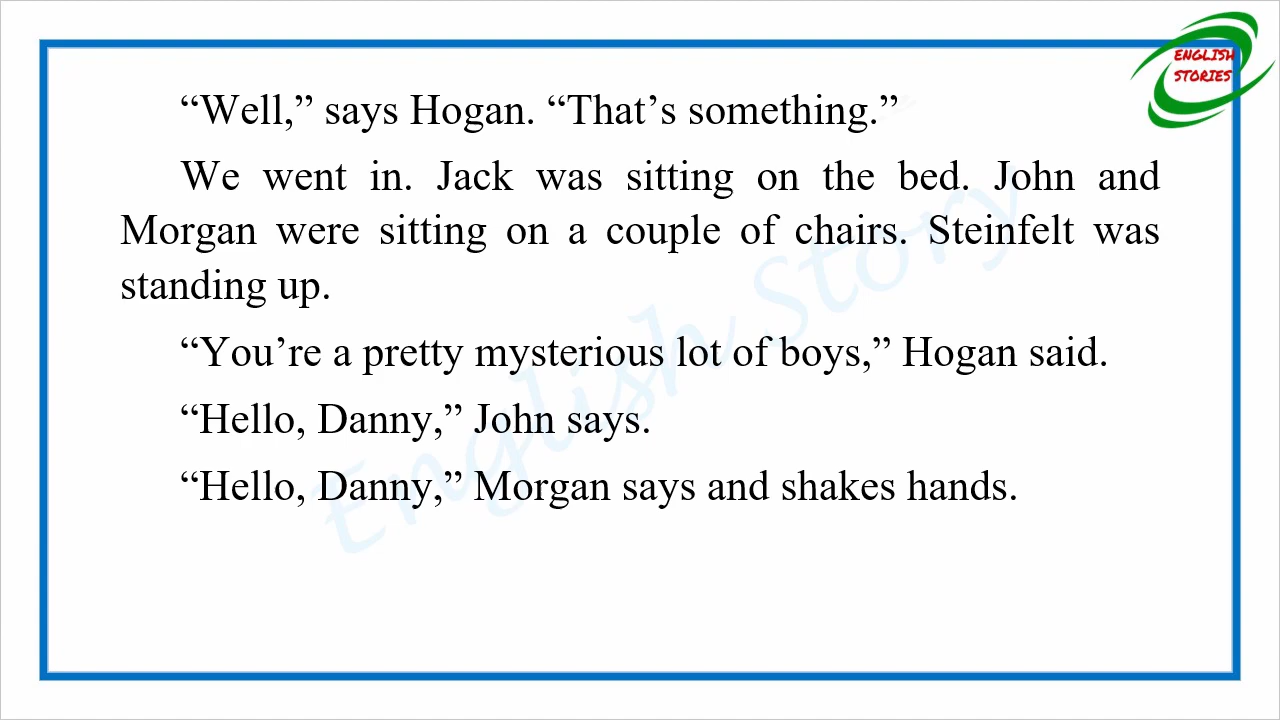 ENGLISH
STORIES
“Well,” says Hogan. “That’s something.”
We went in. Jack was sitting on the bed. John and
Morgan were sitting on a couple of chairs. Steinfelt was
standing up.
“You’re a pretty mysterious lot of boys,” Hogan said.
“Hello, Danny,” John says.
“Hello, Danny,” Morgan says and shakes hands.
English Story